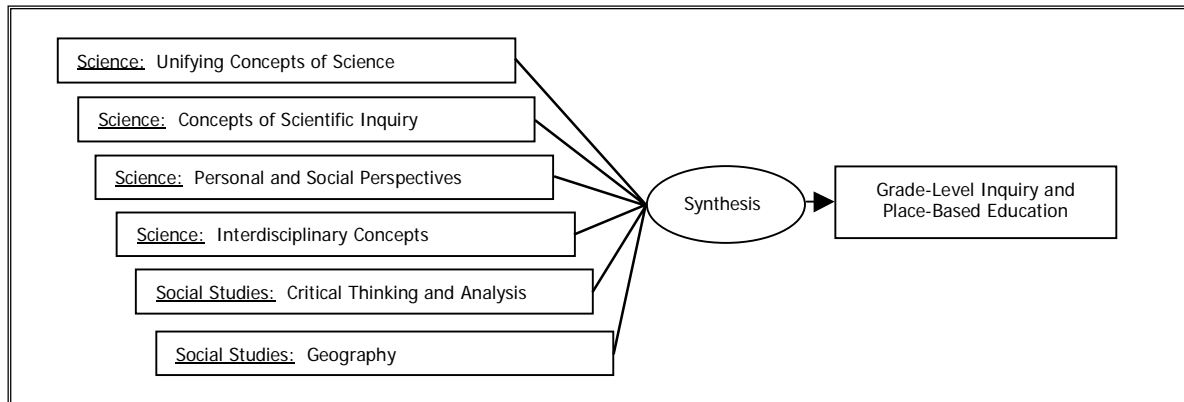 Science: Unifying Concepts of Science
Science: Concepts of Scientific Inquiry
Science: Personal and Social Perspectives
Science: Interdisciplinary Concepts
Social Studies: Critical Thinking and Analysis
Social Studies: Geography
Synthesis
Grade-Level Inquiry and
Place-Based Education